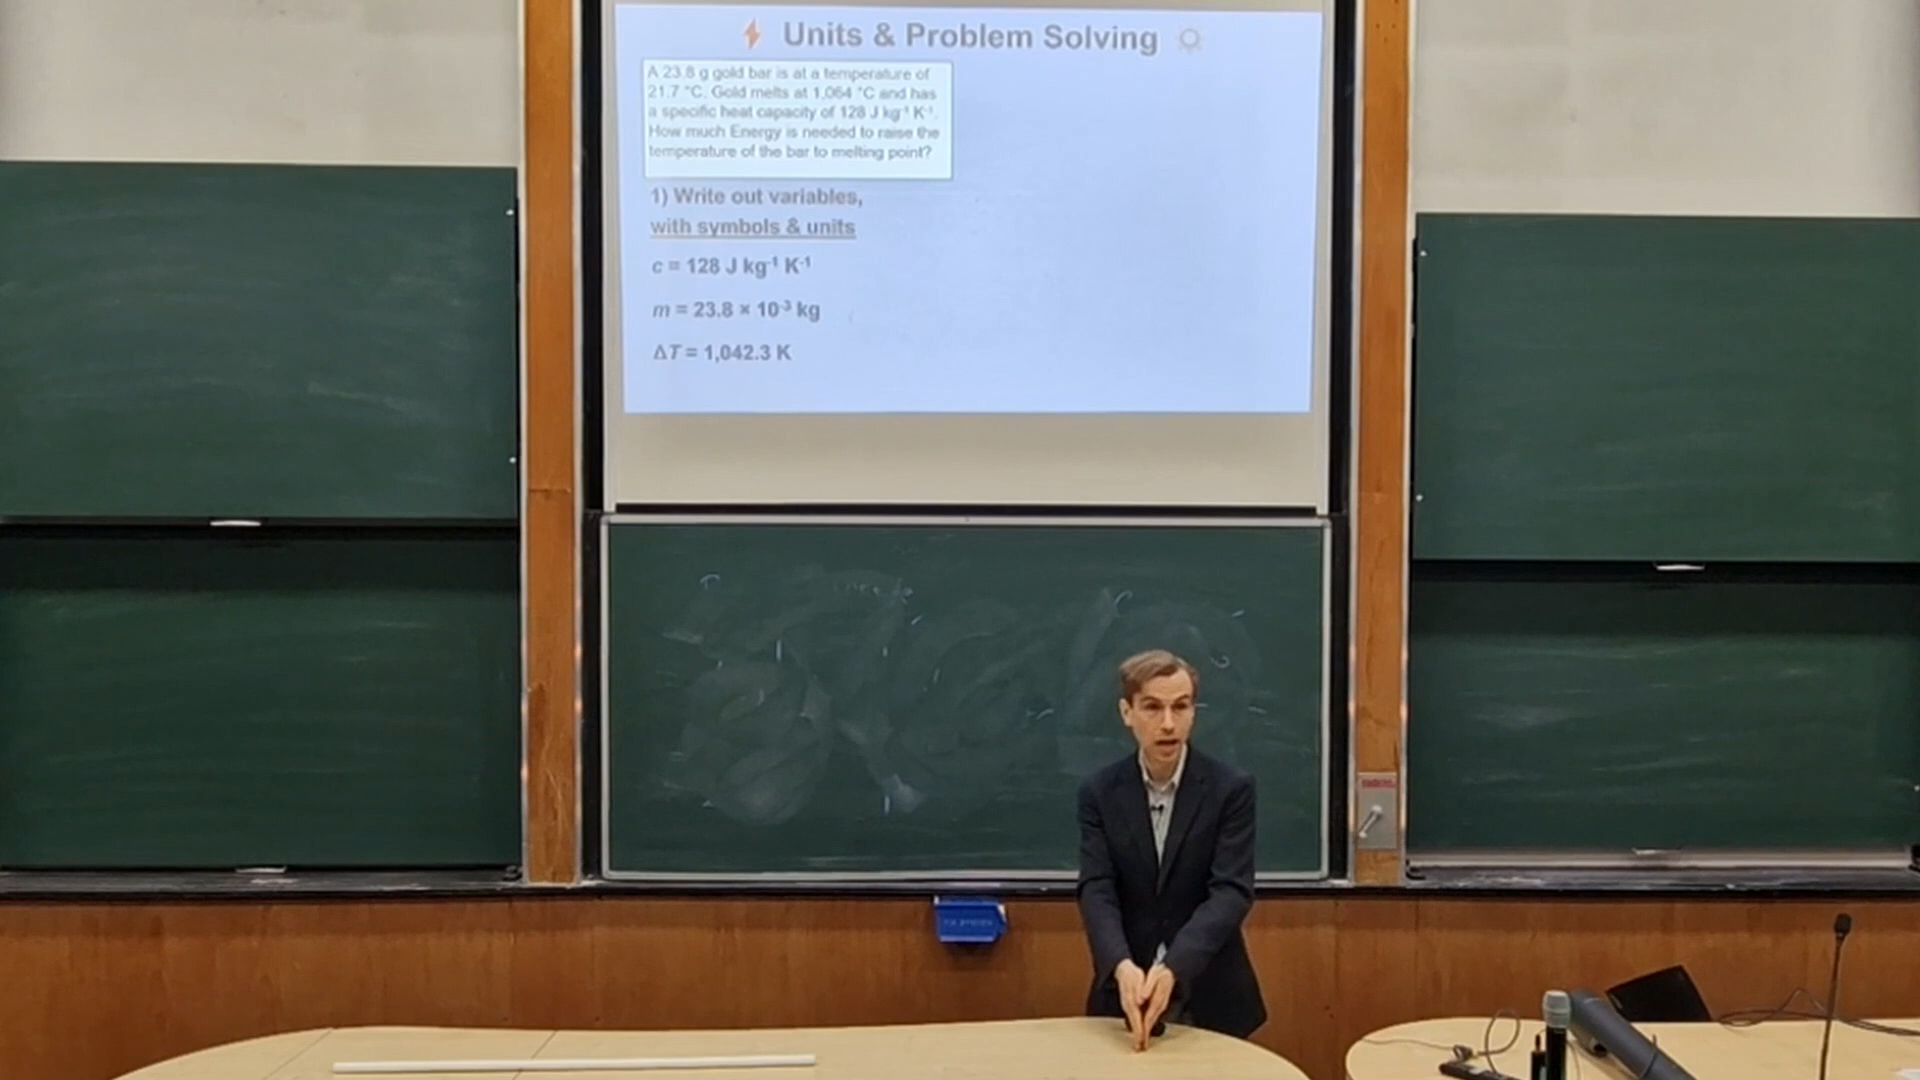 Units & Problem Solving
A 23.8 g gold bar is at a temperature of
21.7 °C. Gold melts at 1,064 °C and has
a specific heat capacity of 128 J kg⁻¹ K⁻¹.
How much Energy is needed to raise the
temperature of the bar to melting point?
1) Write out variables,
with symbols & units
c = 128 J kg⁻¹ K⁻¹
m = 23.8 × 10⁻³ kg
ΔT = 1,042.3 K